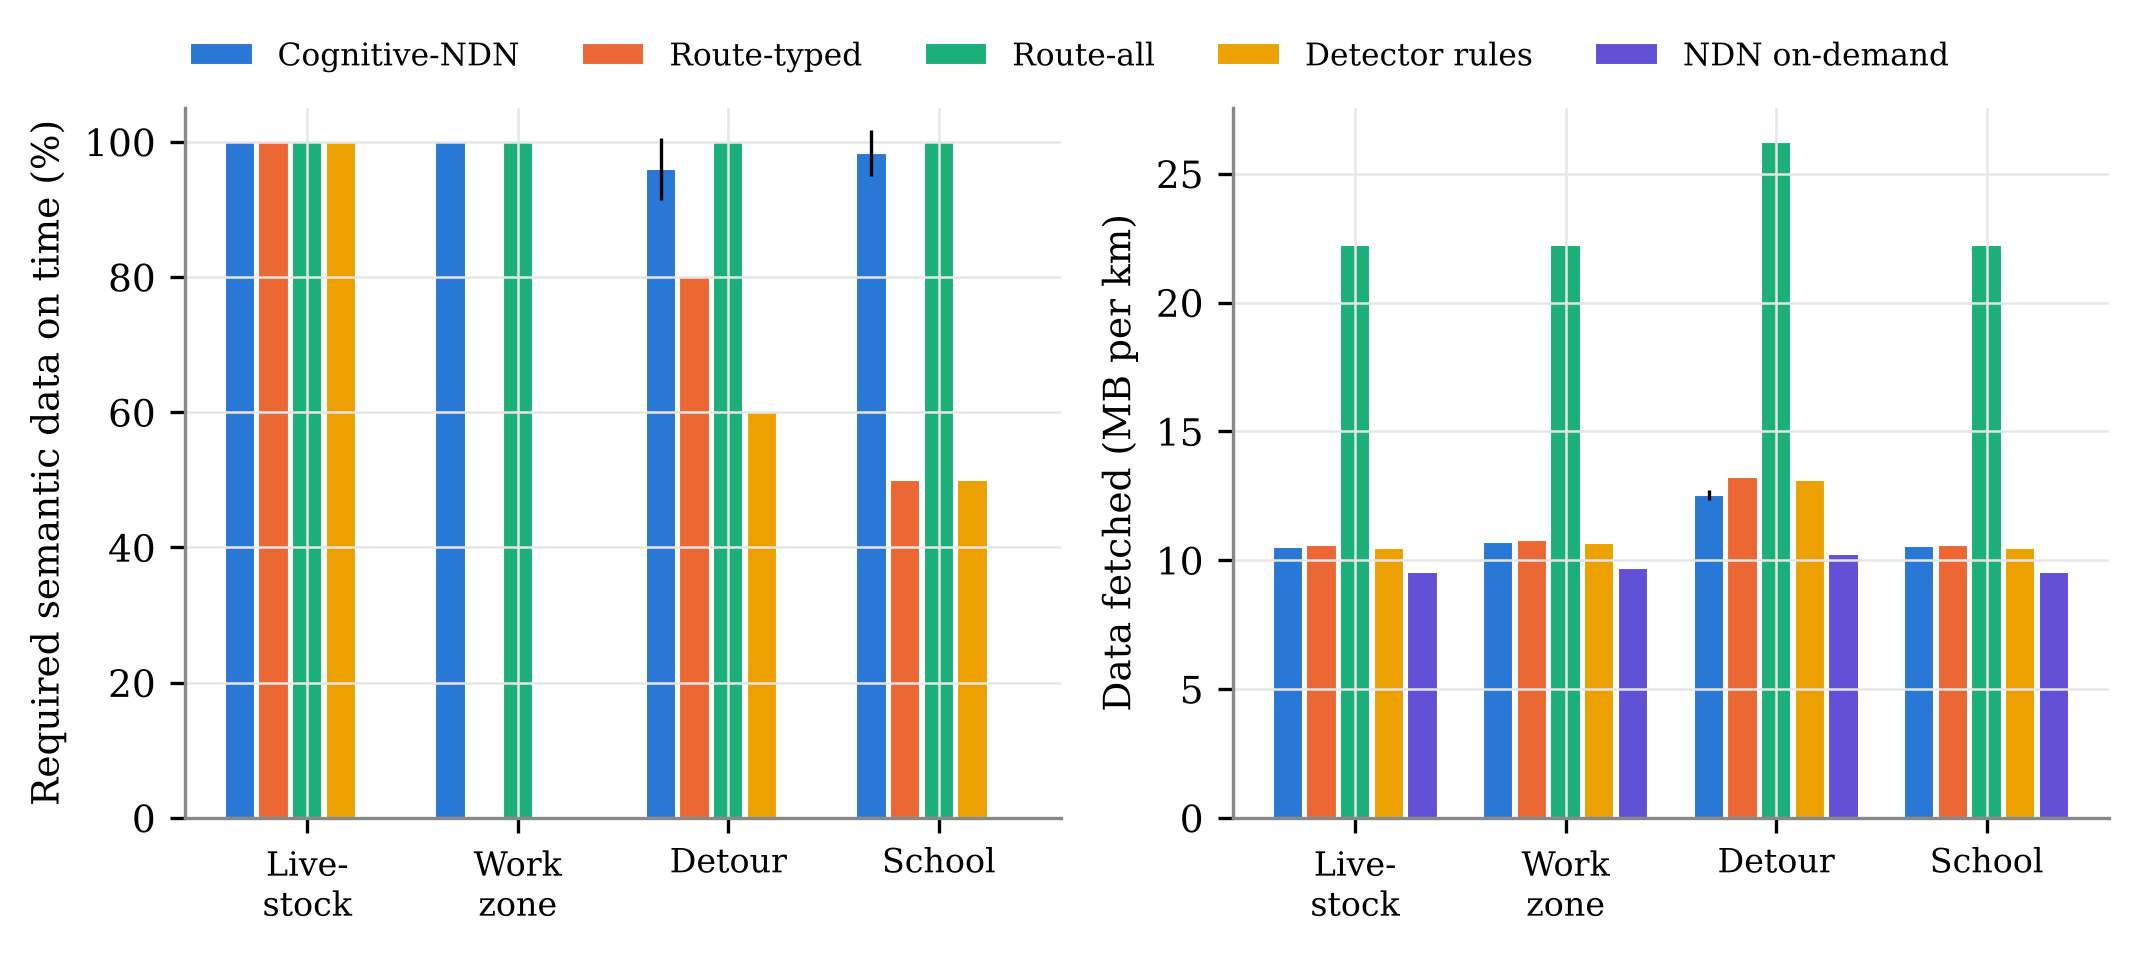 Cognitive-NDN Route-typed Route-all Detector rules NDN on-demand
Required semantic data on time (%)
100
80
60
40
20
0
Live-
stock
Work
zone
Detour
School
Data fetched (MB per km)
25
20
15
10
5
0
Live-
stock
Work
zone
Detour
School